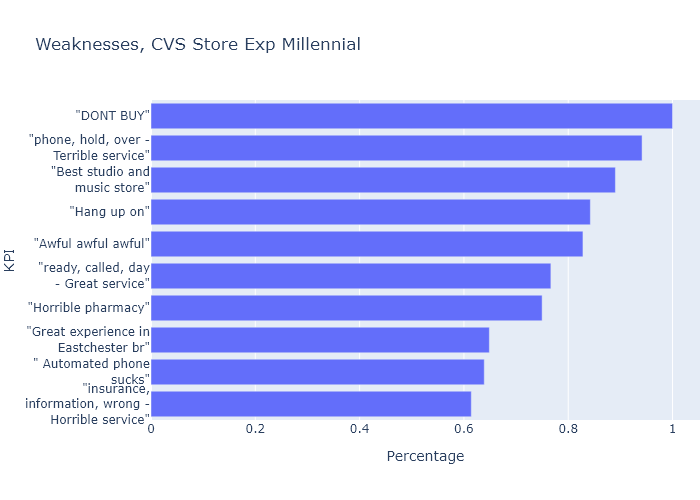 Weaknesses, CVS Store Exp Millennial
KPI
"DONT BUY"
"phone, hold, over -
Terrible service"
"Best studio and
music store"
"Hang up on"
"Awful awful awful"
"ready, called, day
- Great service"
"Horrible pharmacy"
"Great experience in
Eastchester br"
" Automated phone
sucks"
"insurance,
information, wrong -
Horrible service"
0 0.2 0.4 0.6 0.8 1
Percentage